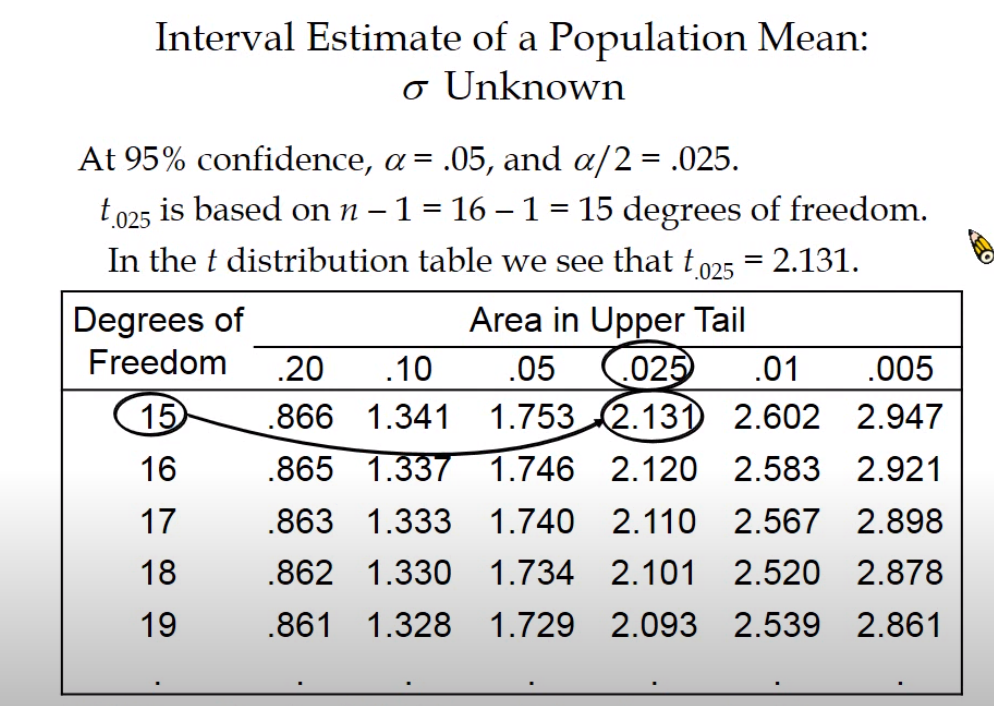 Interval Estimate of a Population Mean:
σ Unknown
At 95% confidence, α = .05, and α/2 = .025.
t.025 is based on n – 1 = 16 – 1 = 15 degrees of freedom.
In the t distribution table we see that t.025 = 2.131.
Degrees of Area in Upper Tail
Freedom .20 .10 .05 .025 .01 .005
15 .866 1.341 1.753 2.131 2.602 2.947
16 .865 1.337 1.746 2.120 2.583 2.921
17 .863 1.333 1.740 2.110 2.567 2.898
18 .862 1.330 1.734 2.101 2.520 2.878
19 .861 1.328 1.729 2.093 2.539 2.861
. . . . . . .